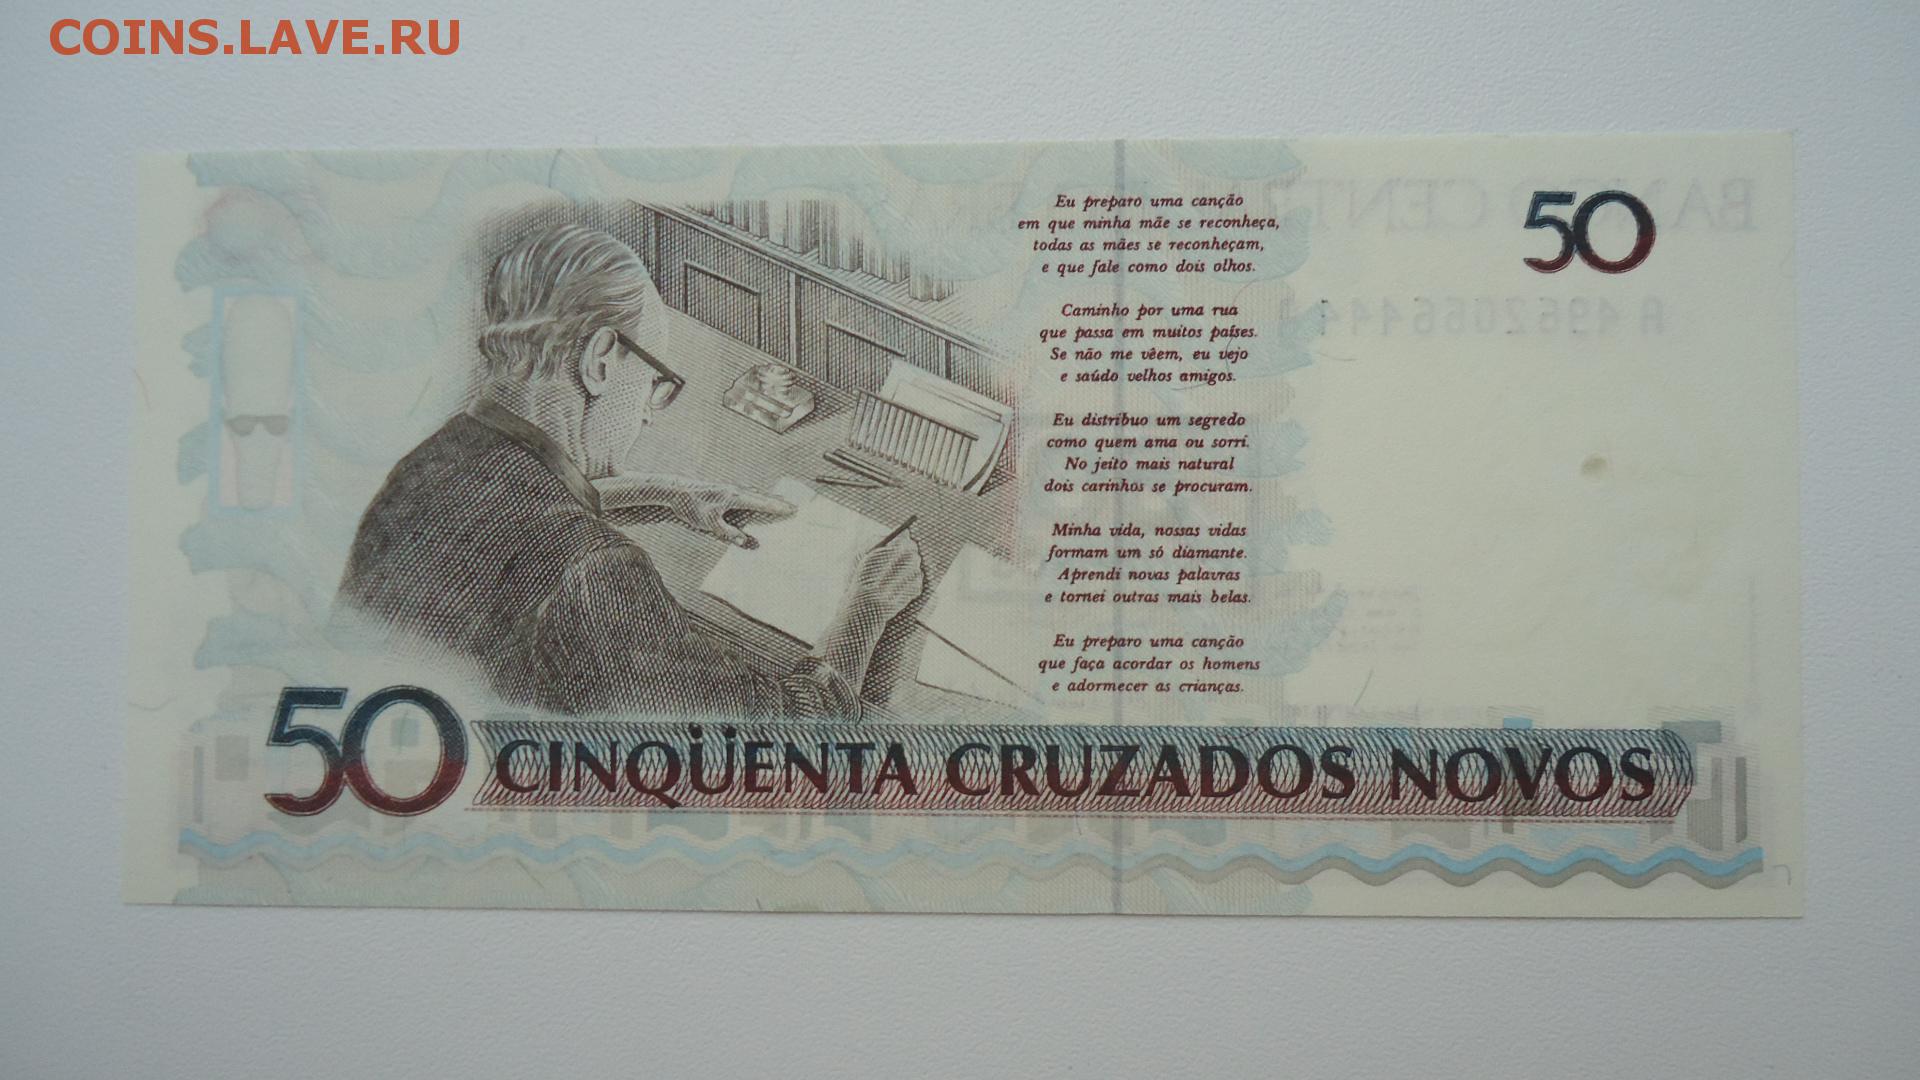 COINS.LAVE.RU
50
Eu preparo uma canção
em que minha mãe se reconheça,
todas as mães se reconheçam,
e que fale como dois olhos.
Caminho por uma rua
que passa em muitos países.
Se não me vêem, eu vejo
e saúdo velhos amigos.
Eu distribuo um segredo
como quem ama ou sorri.
No jeito mais natural
dois carinhos se procuram.
Minha vida, nossas vidas
formam um só diamante.
Aprendi novas palavras
e tornei outras mais belas.
Eu preparo uma canção
que faça acordar os homens
e adormecer as crianças.
50 CINQÜENTA CRUZADOS NOVOS